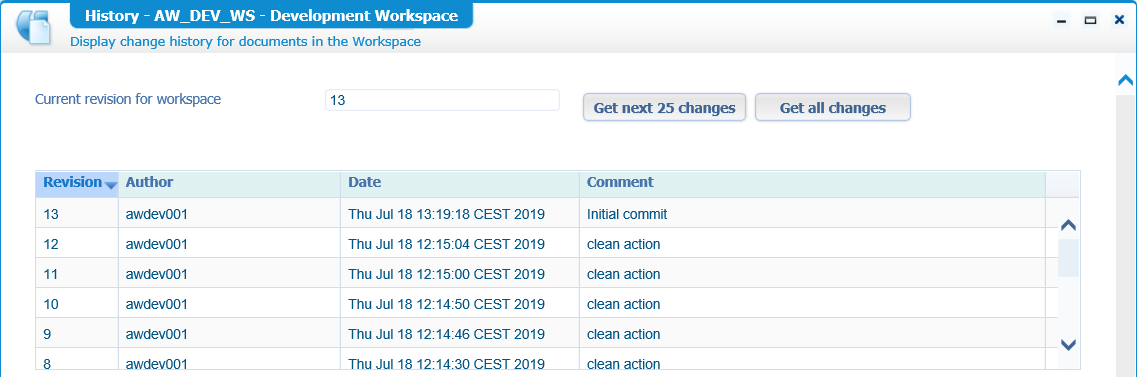 History - AW_DEV_WS - Development Workspace
Display change history for documents in the Workspace
Current revision for workspace 13 Get next 25 changes Get all changes
Revision Author Date Comment
13 awdev001 Thu Jul 18 13:19:18 CEST 2019 Initial commit
12 awdev001 Thu Jul 18 12:15:04 CEST 2019 clean action
11 awdev001 Thu Jul 18 12:15:00 CEST 2019 clean action
10 awdev001 Thu Jul 18 12:14:50 CEST 2019 clean action
9 awdev001 Thu Jul 18 12:14:46 CEST 2019 clean action
8 awdev001 Thu Jul 18 12:14:30 CEST 2019 clean action